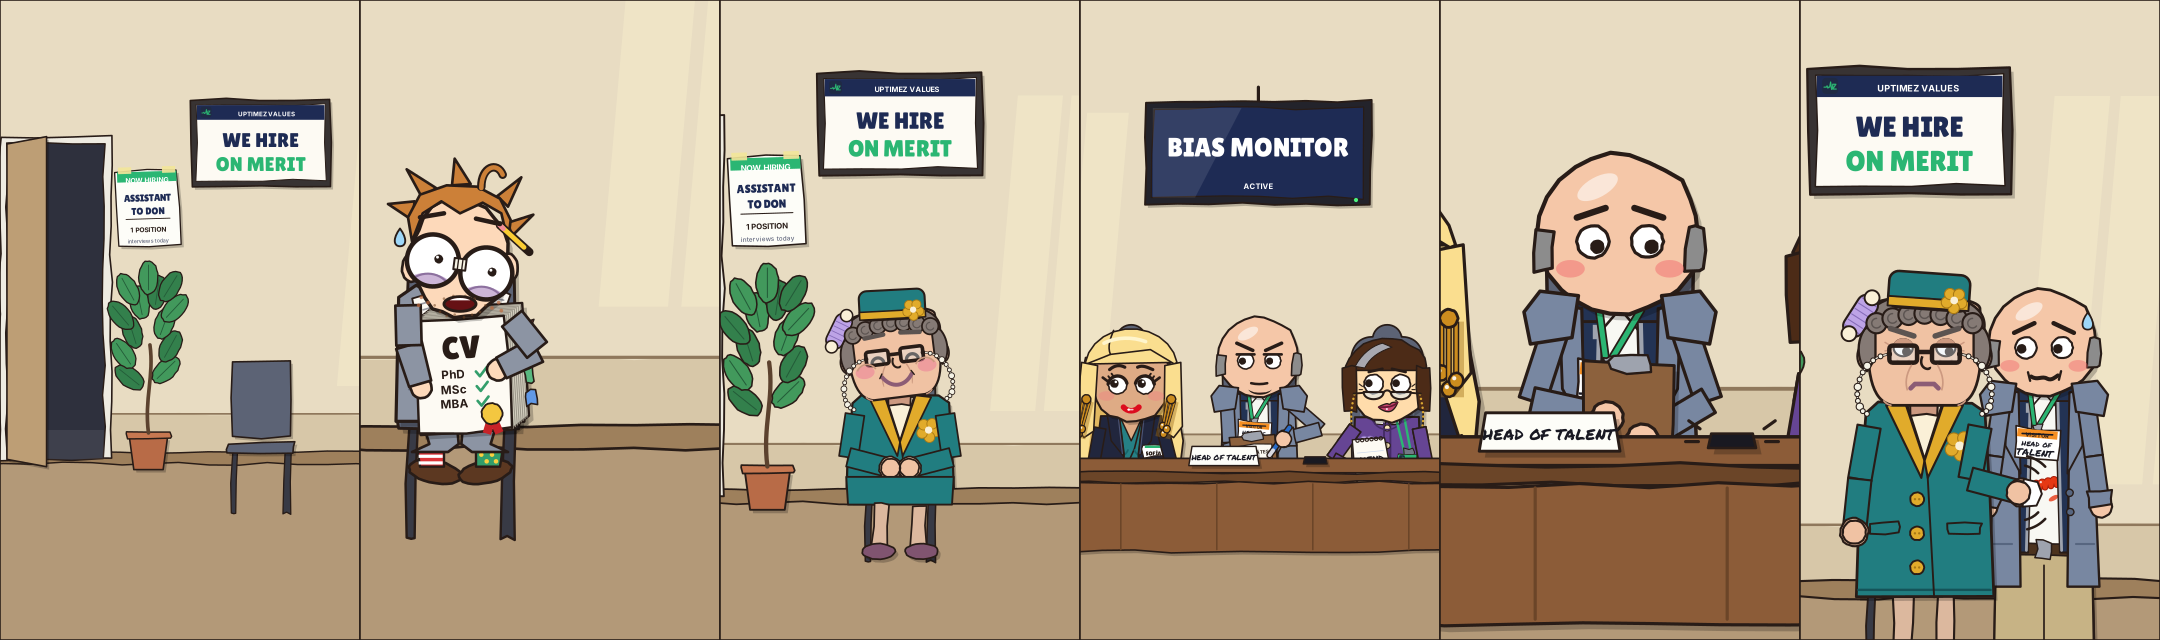 UPTIMEZ VALUES
WE HIRE
ON MERIT
NOW HIRING
ASSISTANT
TO DON
1 POSITION
interviews today
CV
PhD
MSc
MBA
UPTIMEZ VALUES
WE HIRE
ON MERIT
NOW HIRING
ASSISTANT
TO DON
1 POSITION
interviews today
BIAS MONITOR
ACTIVE
HEAD OF TALENT
HEAD OF TALENT
UPTIMEZ VALUES
WE HIRE
ON MERIT
VISITOR
HEAD OF
TALENT